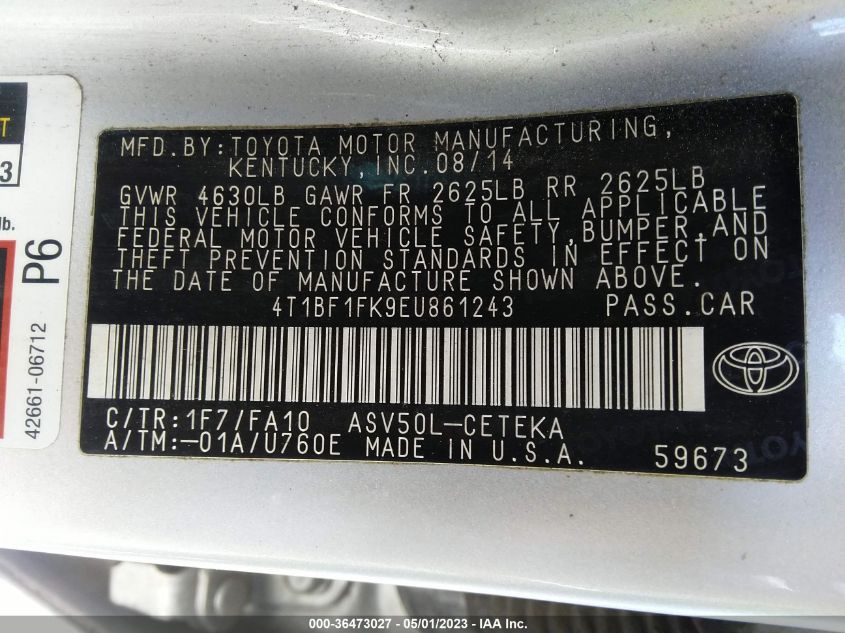 T
3
lb.
P6
42661-06712
MFD.BY:TOYOTA MOTOR MANUFACTURING,
KENTUCKY,INC.08/14
GVWR 4630LB GAWR FR 2625LB RR 2625LB
THIS VEHICLE CONFORMS TO ALL APPLICABLE
FEDERAL MOTOR VEHICLE SAFETY,BUMPER,AND
THEFT PREVENTION STANDARDS IN EFFECT ON
THE DATE OF MANUFACTURE SHOWN ABOVE.
4T1BF1FK9EU861243 PASS.CAR
C/TR:1F7/FA10 ASV50L-CETEKA
A/TM:-01A/U760E MADE IN U.S.A. 59673
000-36473027 - 05/01/2023 - IAA Inc.